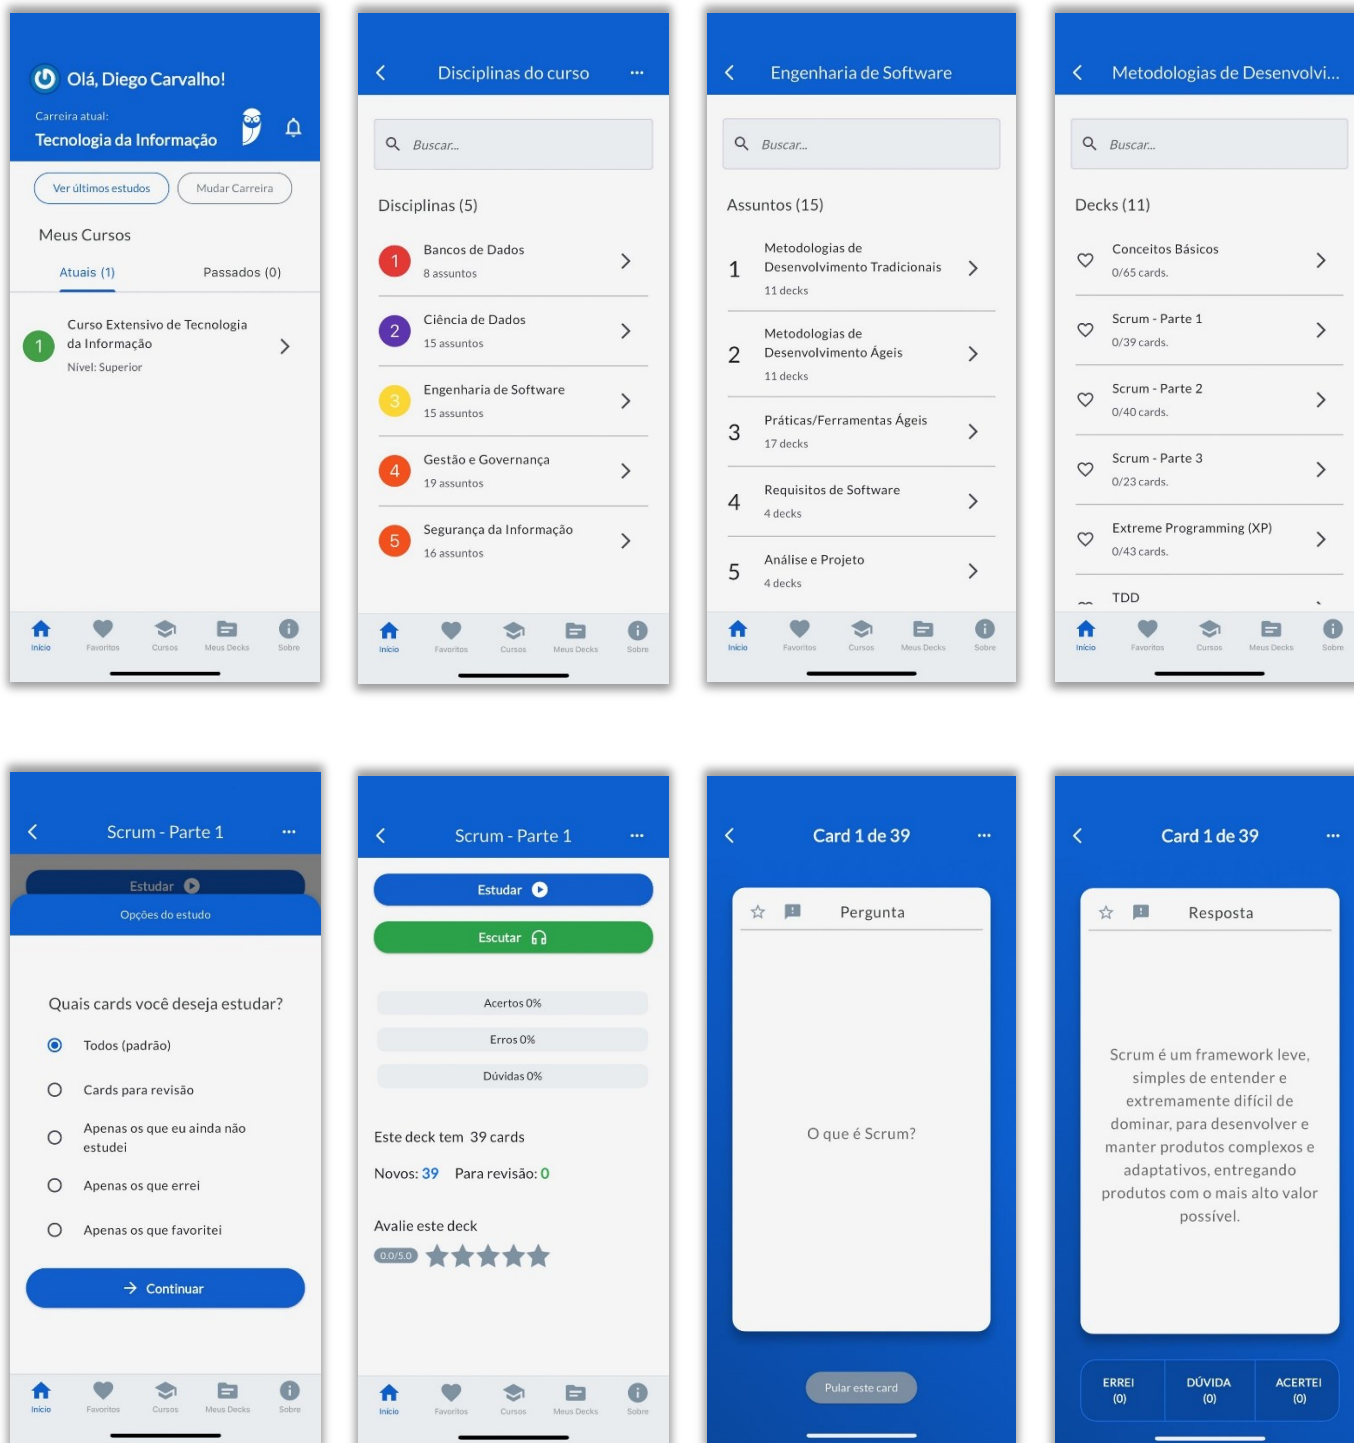 Olá, Diego Carvalho!
Carreira atual:
Tecnologia da Informação
Ver últimos estudos
Mudar Carreira
Meus Cursos
Atuais (1)
Passados (0)
1
Curso Extensivo de Tecnologia
da Informação
Nível: Superior
Início
Favoritos
Cursos
Meus Decks
Sobre
Disciplinas do curso
Buscar...
Disciplinas (5)
1
Bancos de Dados
8 assuntos
2
Ciência de Dados
15 assuntos
3
Engenharia de Software
15 assuntos
4
Gestão e Governança
19 assuntos
5
Segurança da Informação
16 assuntos
Início
Favoritos
Cursos
Meus Decks
Sobre
Engenharia de Software
Buscar...
Assuntos (15)
1
Metodologias de
Desenvolvimento Tradicionais
11 decks
2
Metodologias de
Desenvolvimento Ágeis
11 decks
3
Práticas/Ferramentas Ágeis
17 decks
4
Requisitos de Software
4 decks
5
Análise e Projeto
4 decks
Início
Favoritos
Cursos
Meus Decks
Sobre
Metodologias de Desenvolvi...
Buscar...
Decks (11)
Conceitos Básicos
0/65 cards.
Scrum - Parte 1
0/39 cards.
Scrum - Parte 2
0/40 cards.
Scrum - Parte 3
0/23 cards.
Extreme Programming (XP)
0/43 cards.
TDD
Início
Favoritos
Cursos
Meus Decks
Sobre
Scrum - Parte 1
Estudar
Opções do estudo
Quais cards você deseja estudar?
Todos (padrão)
Cards para revisão
Apenas os que eu ainda não
estudei
Apenas os que errei
Apenas os que favoritei
Continuar
Início
Favoritos
Cursos
Meus Decks
Sobre
Scrum - Parte 1
Estudar
Escutar
Acertos 0%
Erros 0%
Dúvidas 0%
Este deck tem 39 cards
Novos: 39 Para revisão: 0
Avalie este deck
0.0/5.0
Início
Favoritos
Cursos
Meus Decks
Sobre
Card 1 de 39
Pergunta
O que é Scrum?
Pular este card
Card 1 de 39
Resposta
Scrum é um framework leve,
simples de entender e
extremamente difícil de
dominar, para desenvolver e
manter produtos complexos e
adaptativos, entregando
produtos com o mais alto valor
possível.
ERREI
(0)
DÚVIDA
(0)
ACERTEI
(0)